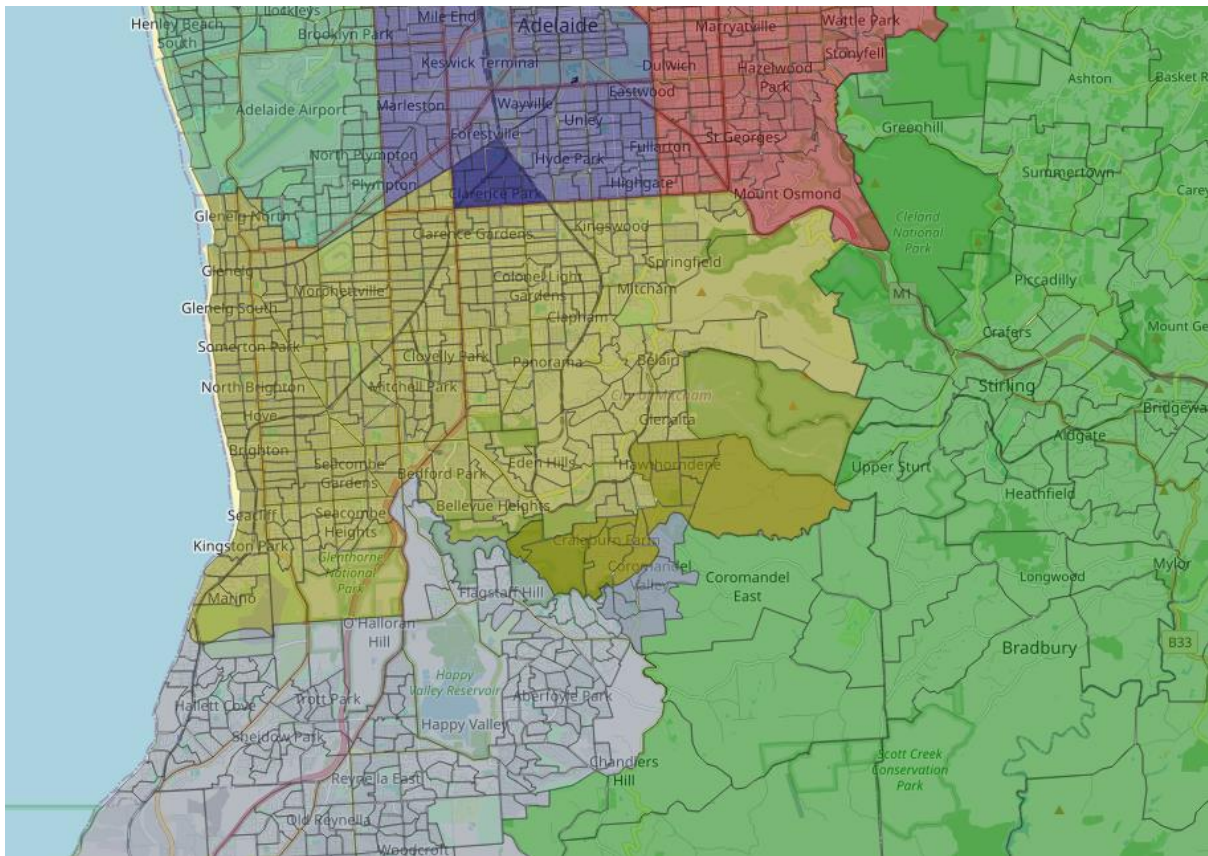 Henley Beach
South
Lockleys
Brooklyn Park
Mile End
Adelaide
Marryatville
Wattle Park
Stonyfell
Keswick Terminal
Dulwich
Hazelwood
Park
Ashton
Basket R
Adelaide Airport
Marleston
Wayville
Eastwood
Unley
Greenhill
Forestville
St Georges
North Plympton
Hyde Park
Fullarton
Summertown
Plympton
Clarence Park
Highgate
Mount Osmond
Carey
Glenelg North
Clarence Gardens
Kingswood
Cleland
National
Park
Glenelg
Springfield
Colonel Light
Gardens
Mitcham
Piccadilly
Morphettville
M1
Glenelg South
Clapham
Crafers
Mount Ge
Somerton Park
Clovelly Park
Panorama
Belair
North Brighton
Mitchell Park
City of Mitcham
Stirling
Hove
Glenalta
Bridgewa
Aldgate
Brighton
Seacombe
Gardens
Bedford Park
Eden Hills
Hawthorndene
Upper Sturt
Heathfield
Seacliff
Seacombe
Heights
Bellevue Heights
Kingston Park
Craigburn Farm
Glenthorne
National
Park
Coromandel
Valley
Coromandel
East
Longwood
Mylor
Marino
Flagstaff Hill
O'Halloran
Hill
Bradbury
B33
Happy
Valley Reservoir
Hallett Cove
Trott Park
Aberfoyle Park
Sheidow Park
Happy Valley
Reynella East
Chandlers
Hill
Scott Creek
Conservation
Park
Old Reynella
Woodcroft